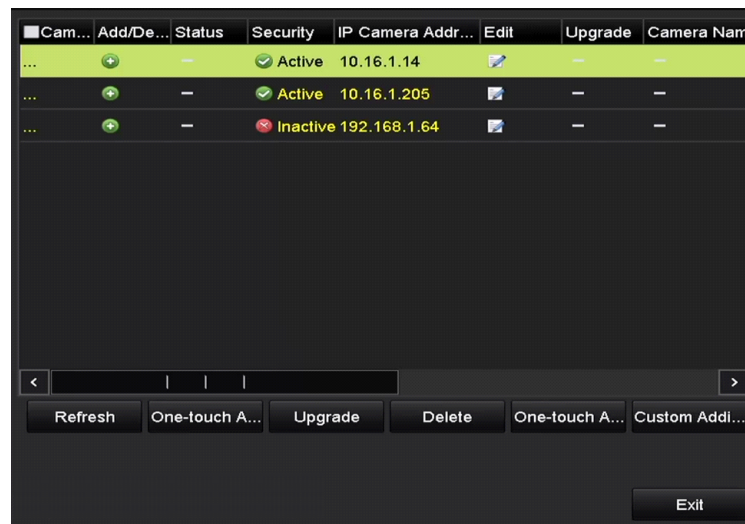 Cam... Add/De... Status Security IP Camera Addr... Edit Upgrade Camera Nam
... – Active 10.16.1.14 – –
... – Active 10.16.1.205 – –
... – Inactive 192.168.1.64 – –
< >
Refresh One-touch A... Upgrade Delete One-touch A... Custom Addi...
Exit